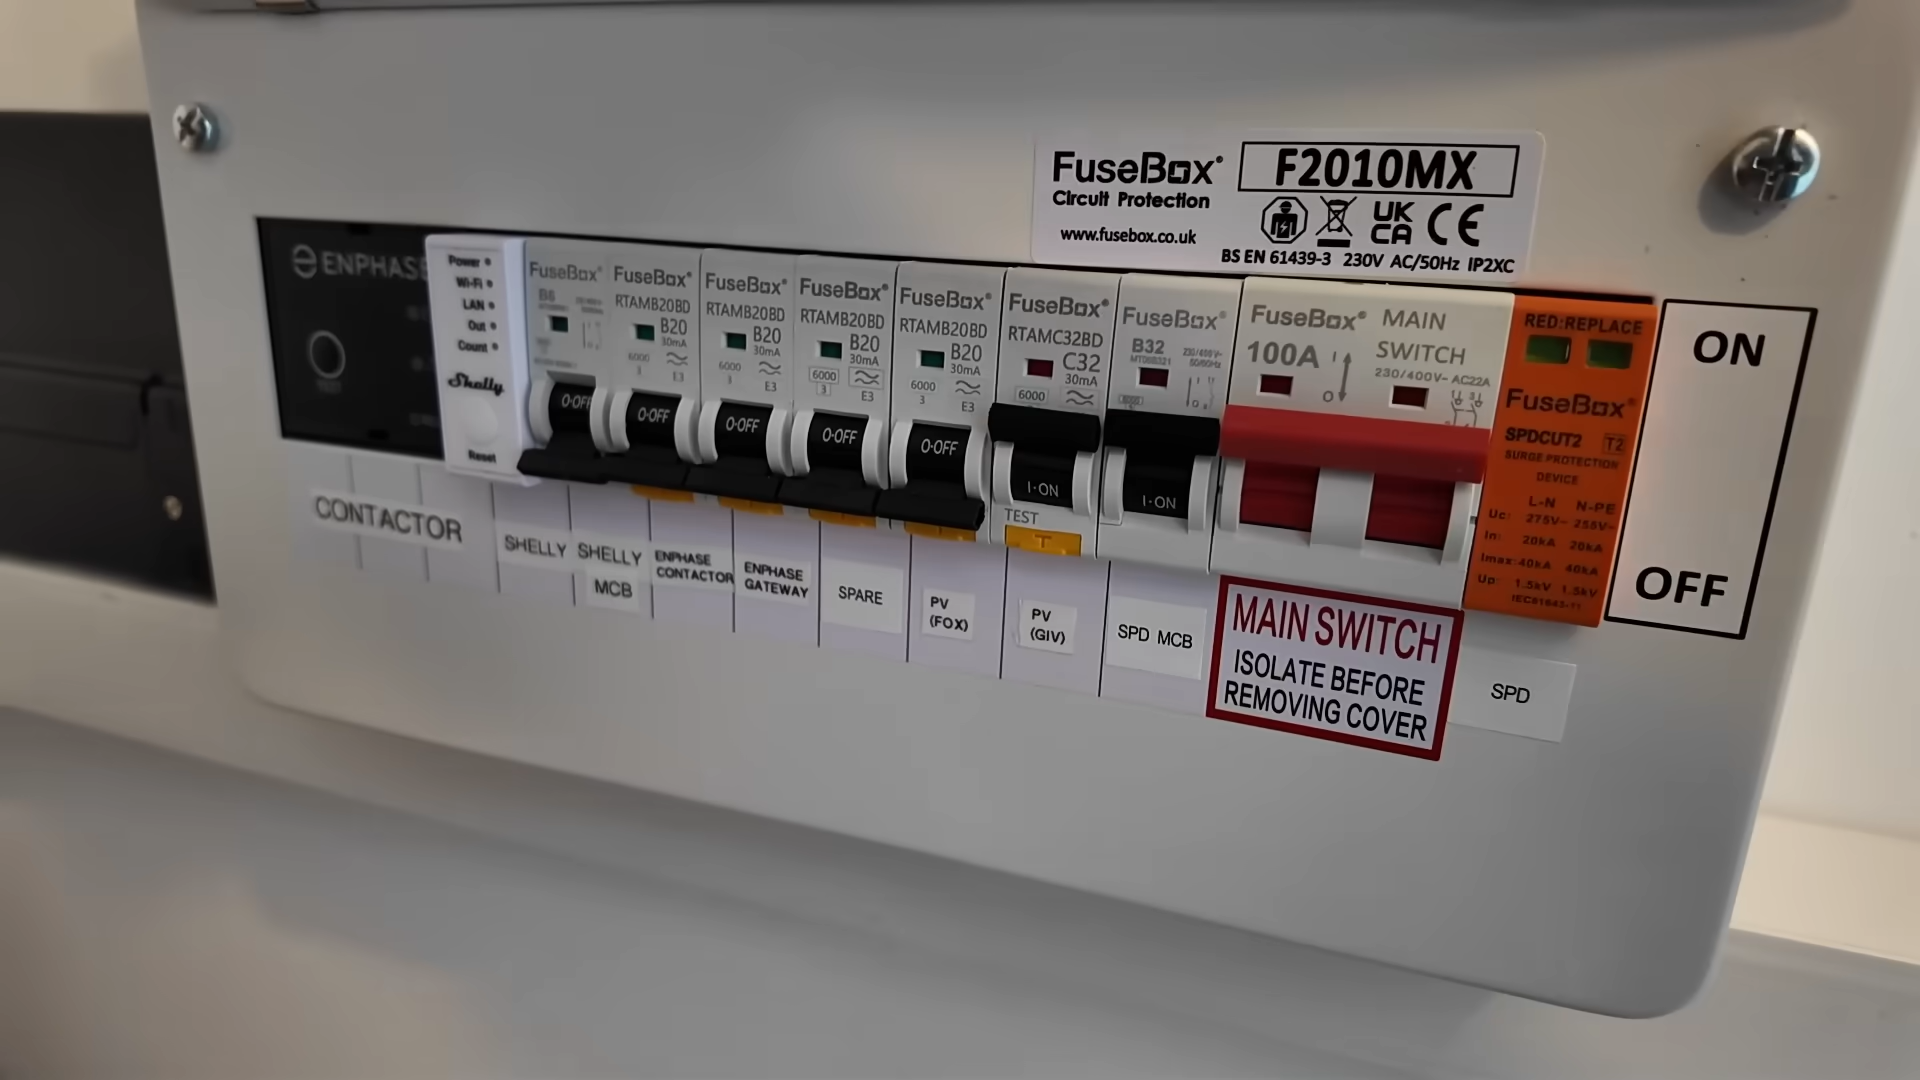 FuseBox®
Circuit Protection
www.fusebox.co.uk
F2010MX
UK
CA CE
BS EN 61439-3 230V AC/50Hz IP2XC
ENPHASE
Power
Wi-Fi
LAN
Out
Count
Shelly
Reset
FuseBox®
B6
O·OFF
FuseBox®
RTAMB20BD
B20
30mA
6000
3
E3
O·OFF
FuseBox®
RTAMB20BD
B20
30mA
6000
3
E3
O·OFF
FuseBox®
RTAMB20BD
B20
30mA
6000
3
E3
O·OFF
FuseBox®
RTAMB20BD
B20
30mA
6000
3
E3
O·OFF
FuseBox®
RTAMC32BD
C32
30mA
6000
I·ON
TEST
T
FuseBox®
B32
230/400V~
50/60Hz
I·ON
FuseBox® MAIN
100A SWITCH
230/400V~ AC22A
I
O
RED:REPLACE
FuseBox®
SPDCUT2 T2
SURGE PROTECTION
DEVICE
L-N N-PE
Uc: 275V~ 255V~
In: 20kA 20kA
Imax: 40kA 40kA
Up: 1.5kV 1.5kV
IEC61643-11
ON
OFF
CONTACTOR
SHELLY
SHELLY
MCB
ENPHASE
CONTACTOR
ENPHASE
GATEWAY
SPARE
PV
(FOX)
PV
(GIV)
SPD MCB
MAIN SWITCH
ISOLATE BEFORE
REMOVING COVER
SPD